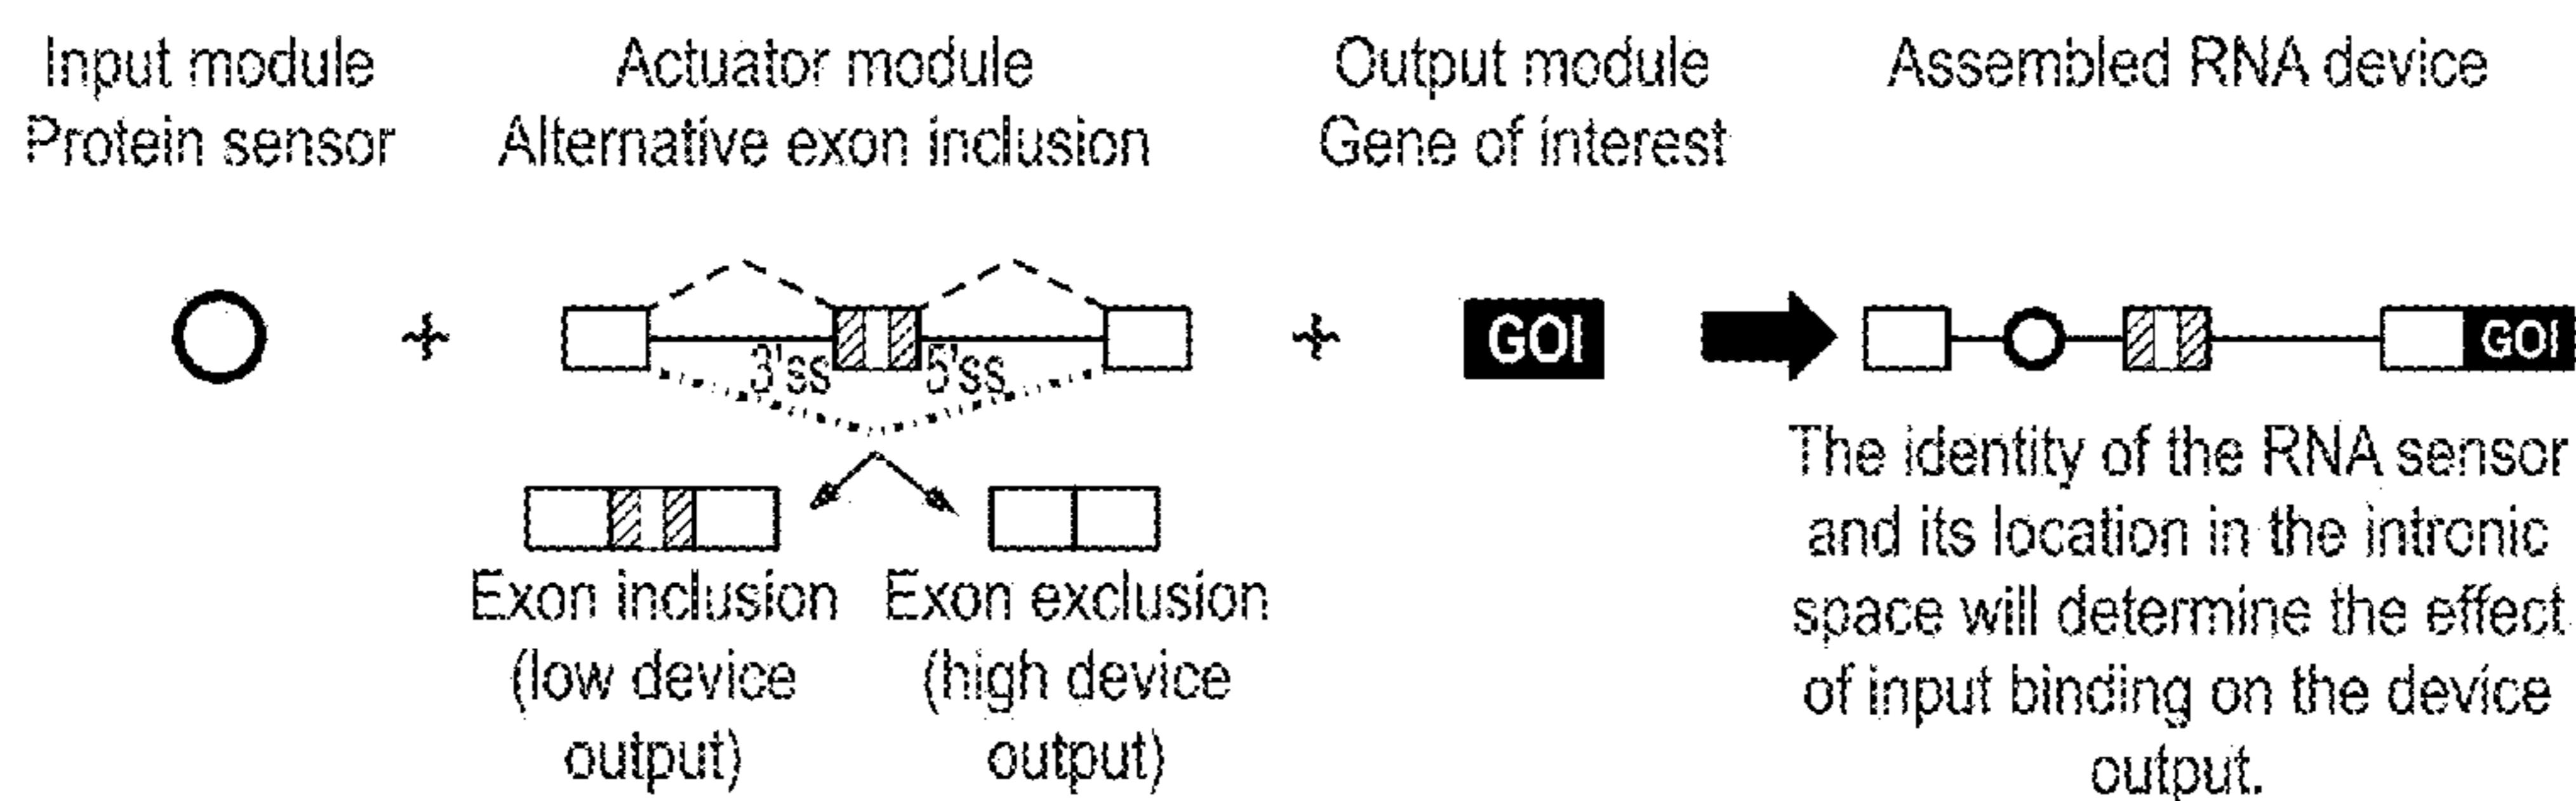 Input module
Protein sensor
Actuator module
Alternative exon inclusion
Output module
Gene of interest
Assembled RNA device
+
3'ss
5'ss
+
GOI
GOI
Exon inclusion
(low device
output)
Exon exclusion
(high device
output)
The identity of the RNA sensor
and its location in the intronic
space will determine the effect
of input binding on the device
output.